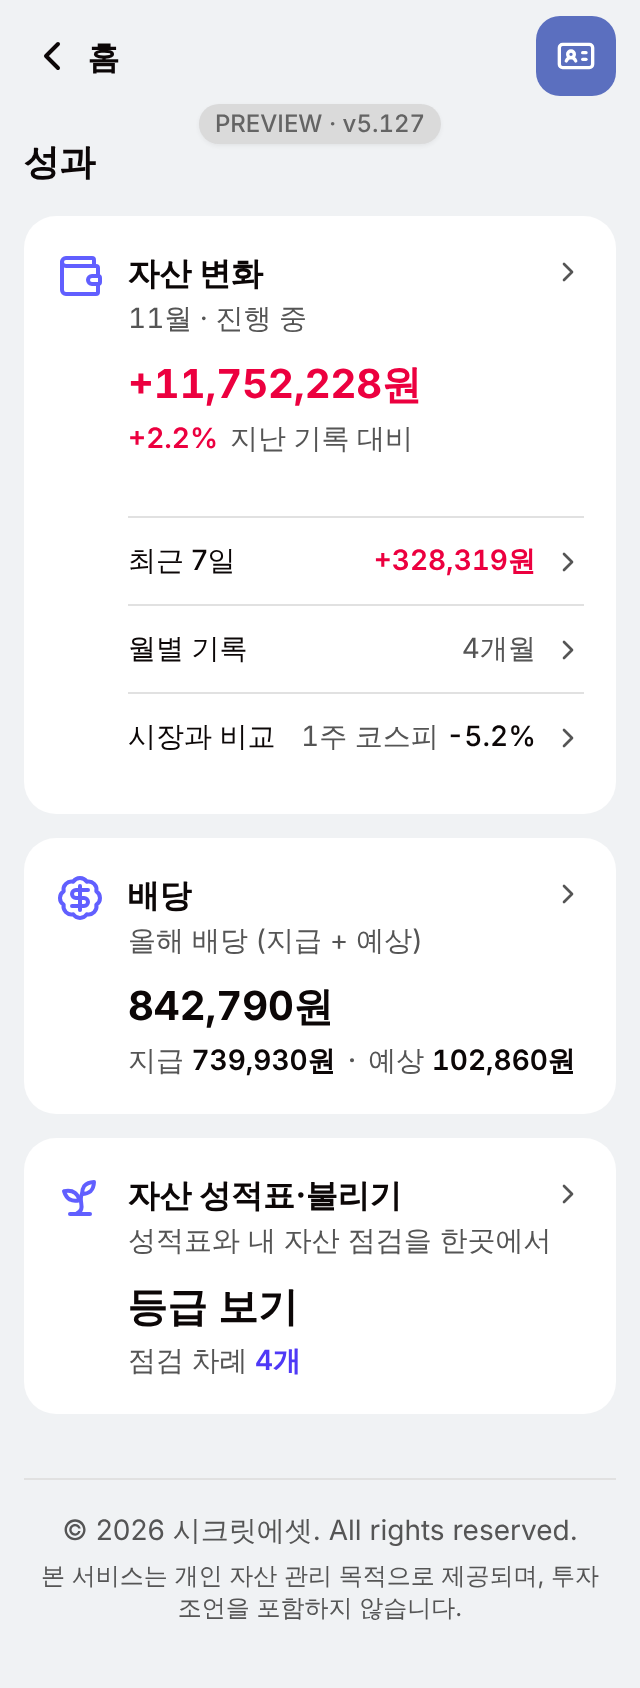 홈
PREVIEW · v5.127
성과
자산 변화
11월 · 진행 중
+11,752,228원
+2.2% 지난 기록 대비
최근 7일 +328,319원
월별 기록 4개월
시장과 비교 1주 코스피 -5.2%
배당
올해 배당 (지급 + 예상)
842,790원
지급 739,930원 · 예상 102,860원
자산 성적표·불리기
성적표와 내 자산 점검을 한곳에서
등급 보기
점검 차례 4개
© 2026 시크릿에셋. All rights reserved.
본 서비스는 개인 자산 관리 목적으로 제공되며, 투자
조언을 포함하지 않습니다.